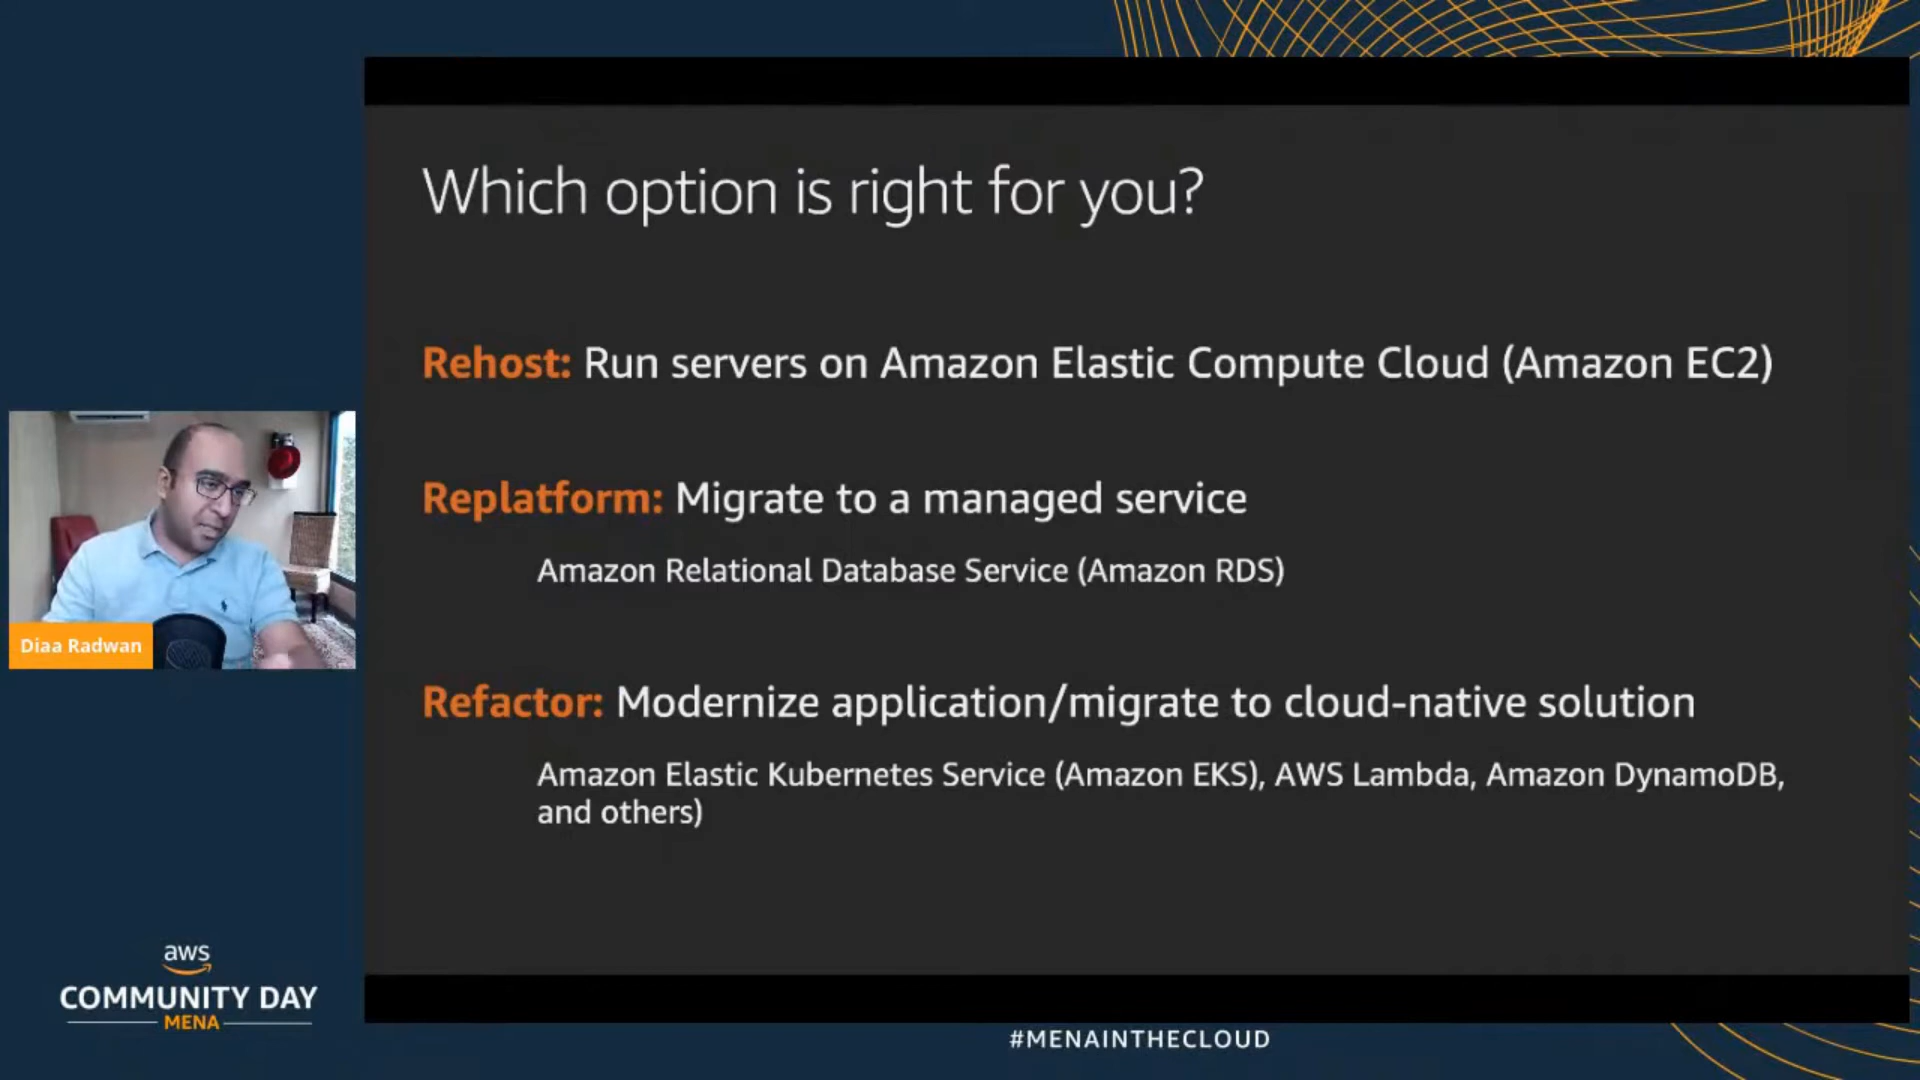 Which option is right for you?
Rehost: Run servers on Amazon Elastic Compute Cloud (Amazon EC2)
Replatform: Migrate to a managed service
Amazon Relational Database Service (Amazon RDS)
Refactor: Modernize application/migrate to cloud-native solution
Amazon Elastic Kubernetes Service (Amazon EKS), AWS Lambda, Amazon DynamoDB,
and others)
Diaa Radwan
aws
COMMUNITY DAY
MENA
#MENAINTHECLOUD